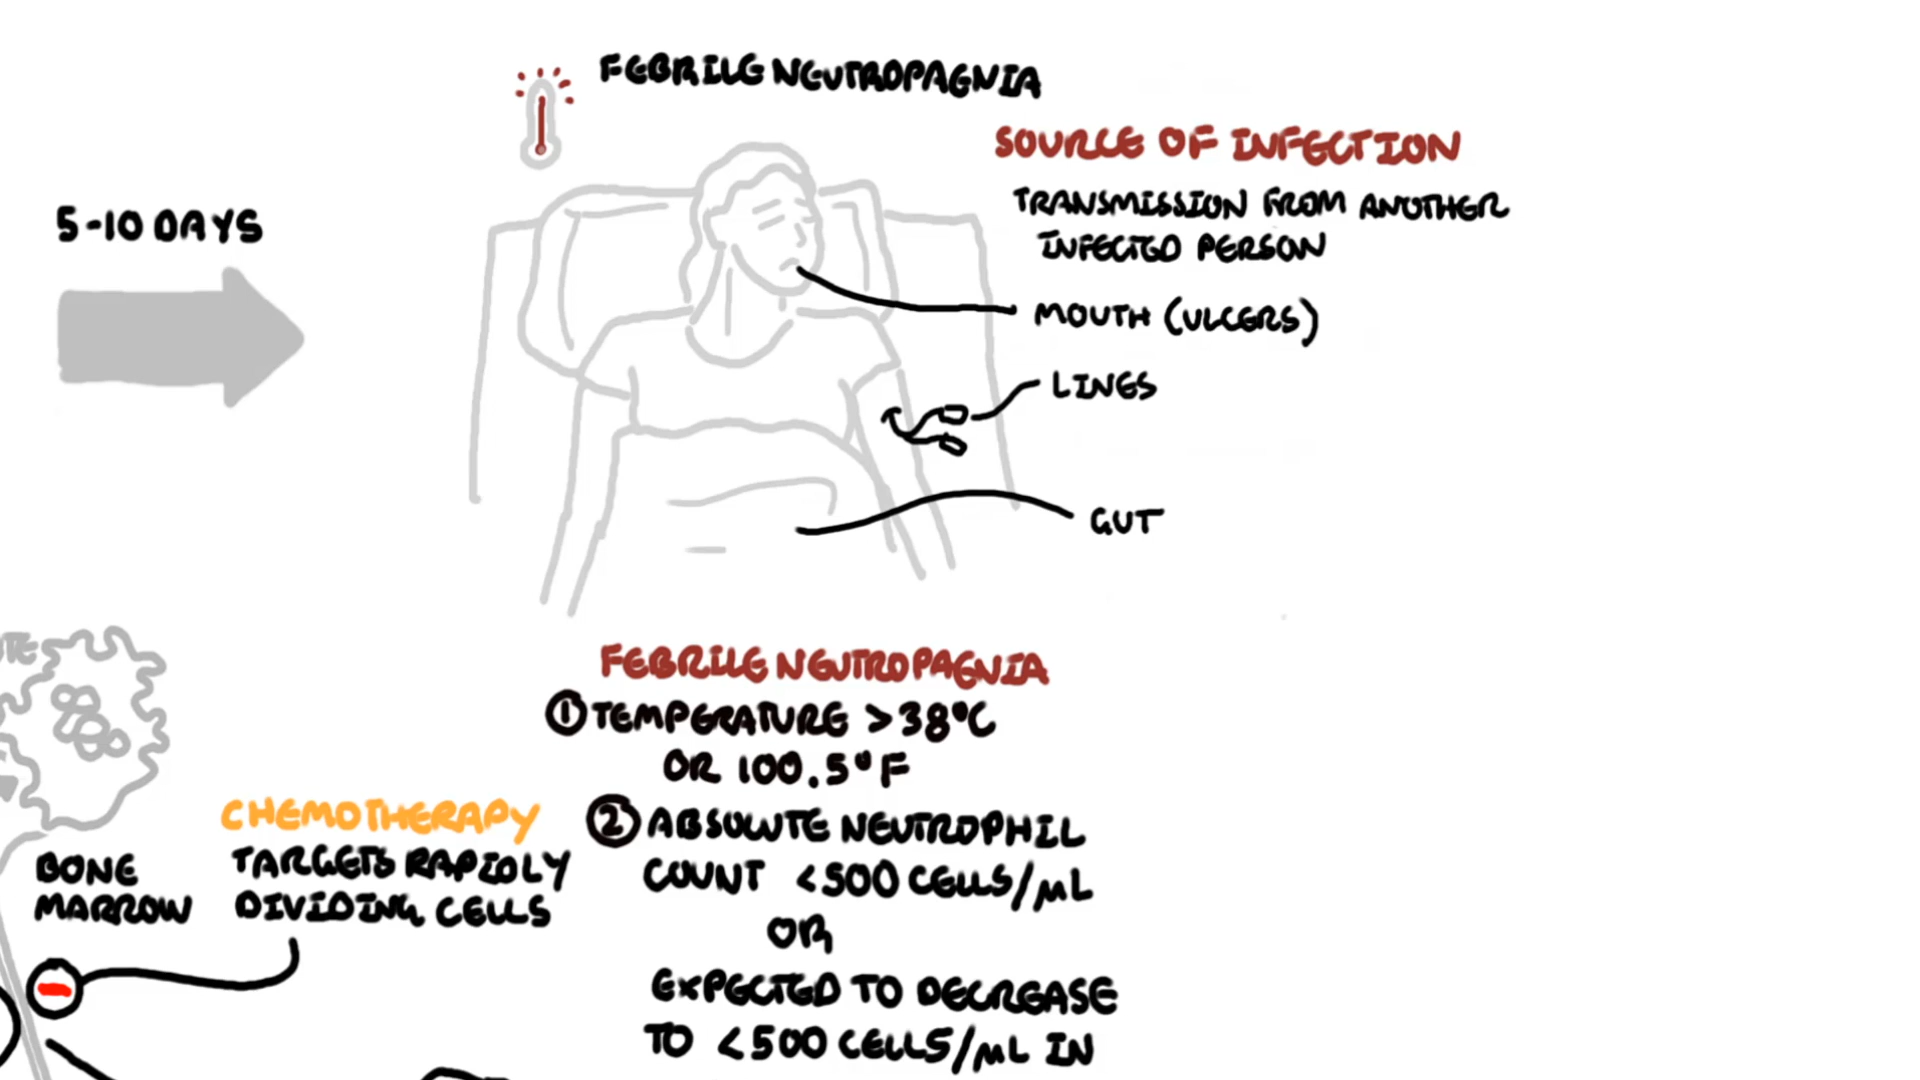 FEBRILE NEUTROPAENIA
SOURCE OF INFECTION
TRANSMISSION FROM ANOTHER
INFECTED PERSON
5-10 DAYS
MOUTH (ULCERS)
LINES
GUT
FEBRILE NEUTROPAENIA
① TEMPERATURE >38°C
OR 100.5°F
② ABSOLUTE NEUTROPHIL
COUNT <500 CELLS/μL
OR
EXPECTED TO DECREASE
TO <500 CELLS/μL IN
CHEMOTHERAPY
TARGETS RAPIDLY
DIVIDING CELLS
BONE
MARROW